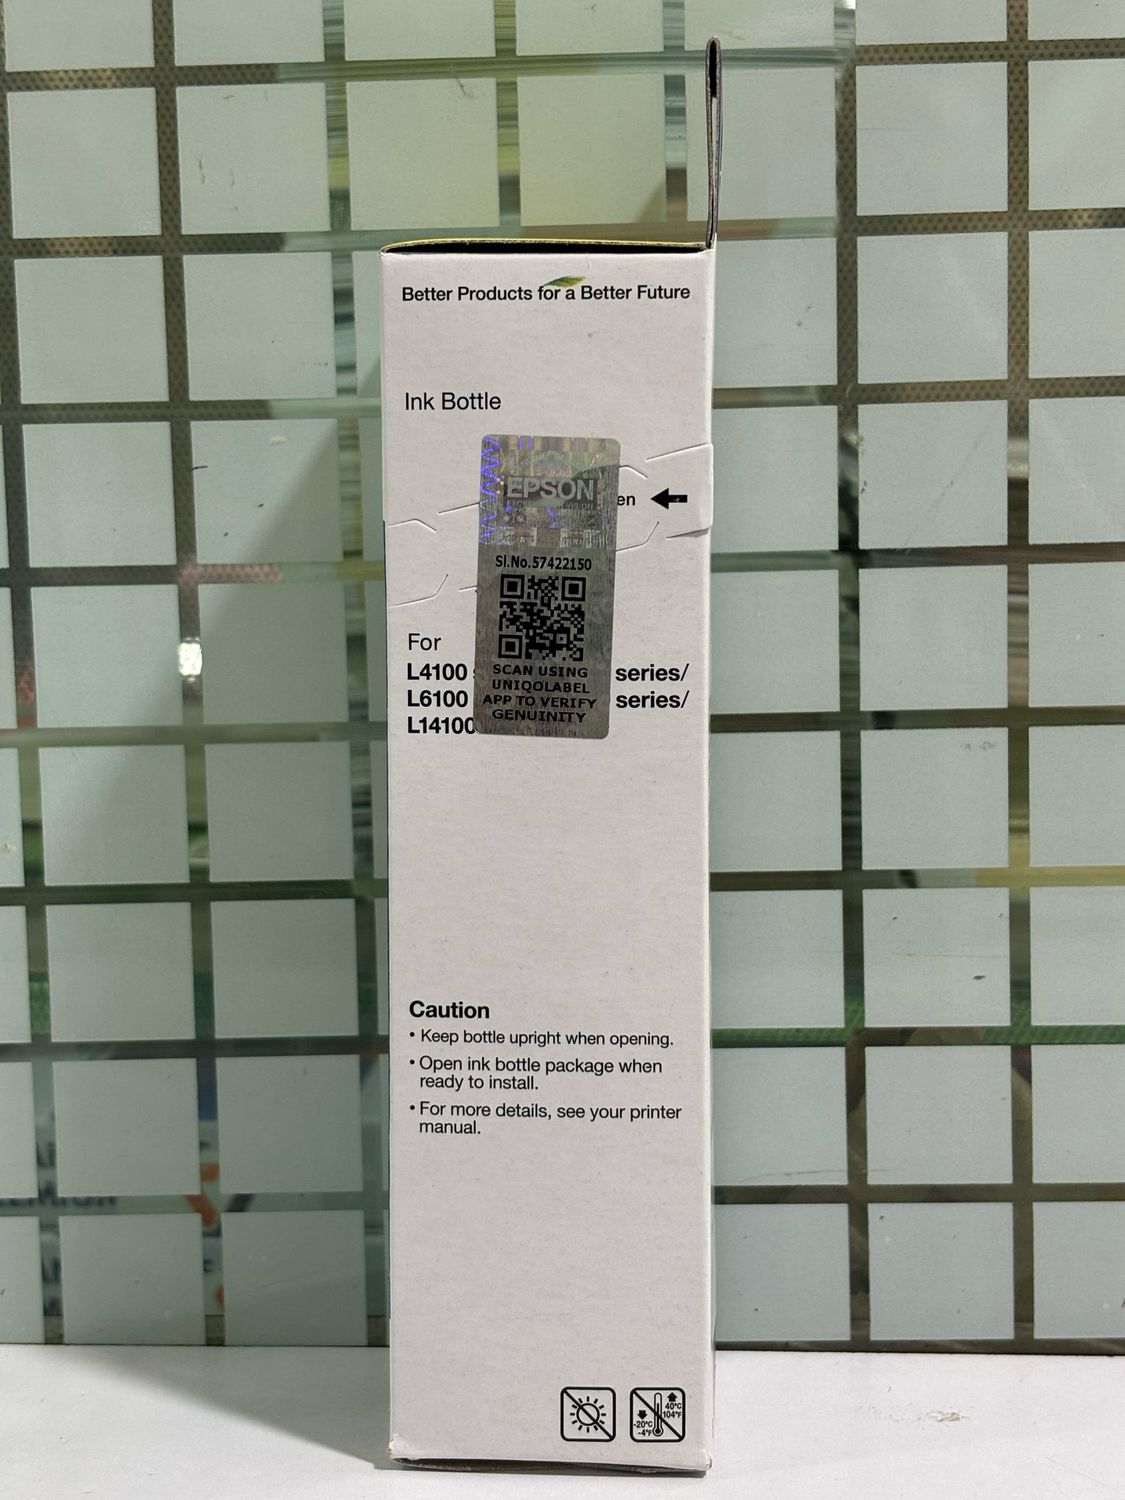 Better Products for a Better Future
Ink Bottle
EPSON
en
Sl.No.57422150
SCAN USING
UNIQOLABEL
APP TO VERIFY
GENUINITY
For
L4100 series/
L6100 series/
L14100
Caution
• Keep bottle upright when opening.
• Open ink bottle package when
ready to install.
• For more details, see your printer
manual.
40°C
104°F
-20°C
-4°F